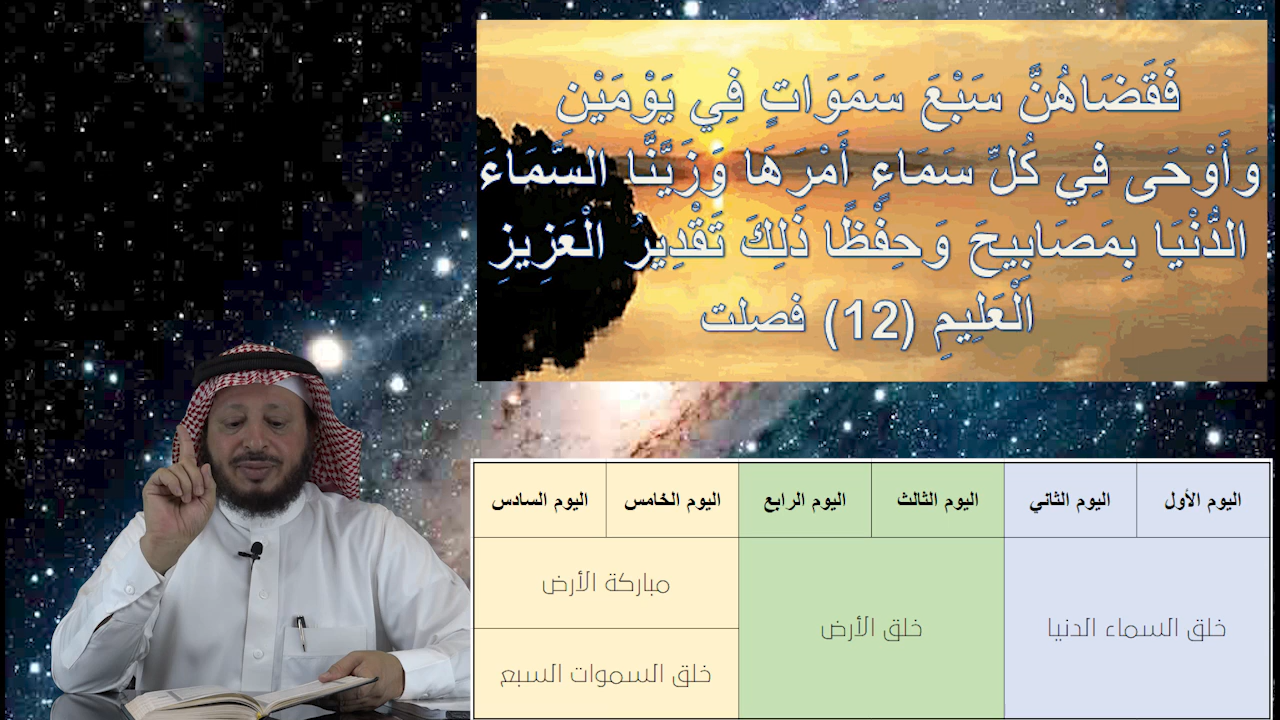 فَقَضَاهُنَّ سَبْعَ سَمَوَاتٍ فِي يَوْمَيْنِ
وَأَوْحَى فِي كُلِّ سَمَاءٍ أَمْرَهَا وَزَيَّنَّا السَّمَاءَ
الدُّنْيَا بِمَصَابِيحَ وَحِفْظًا ذَلِكَ تَقْدِيرُ الْعَزِيزِ
الْعَلِيمِ (12) فصلت
اليوم الأول اليوم الثاني اليوم الثالث اليوم الرابع اليوم الخامس اليوم السادس
خلق السماء الدنيا
خلق الأرض
مباركة الأرض
خلق السموات السبع